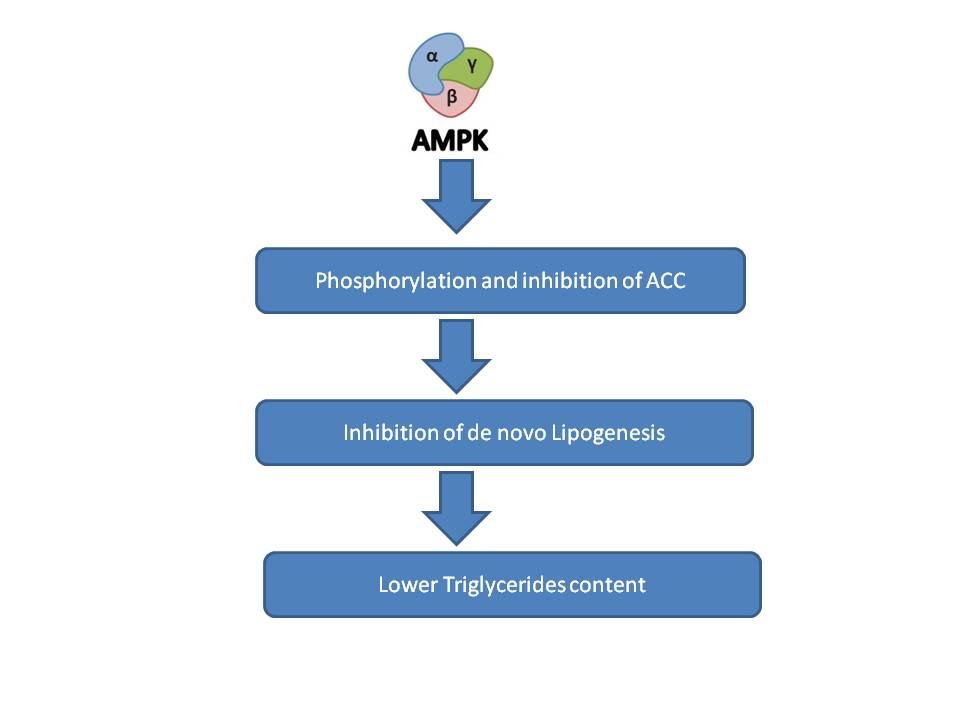 α
γ
β
AMPK
Phosphorylation and inhibition of ACC
Inhibition of de novo Lipogenesis
Lower Triglycerides content